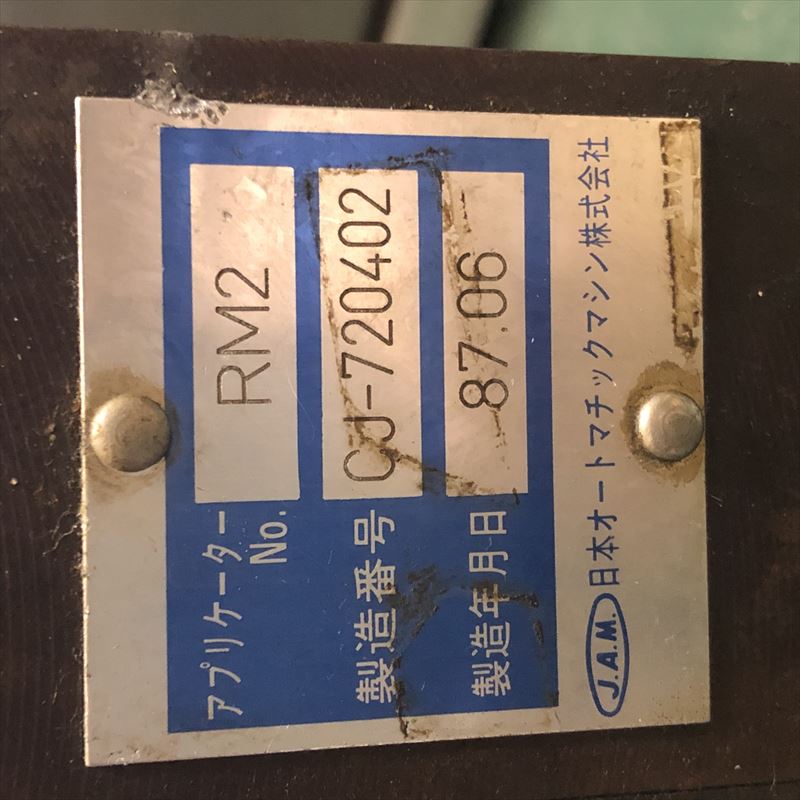 アプリケーター
No.
RM2
製造番号
CJ-720402
製造年月日
87.06
J.A.M. 日本オートマチックマシン株式会社